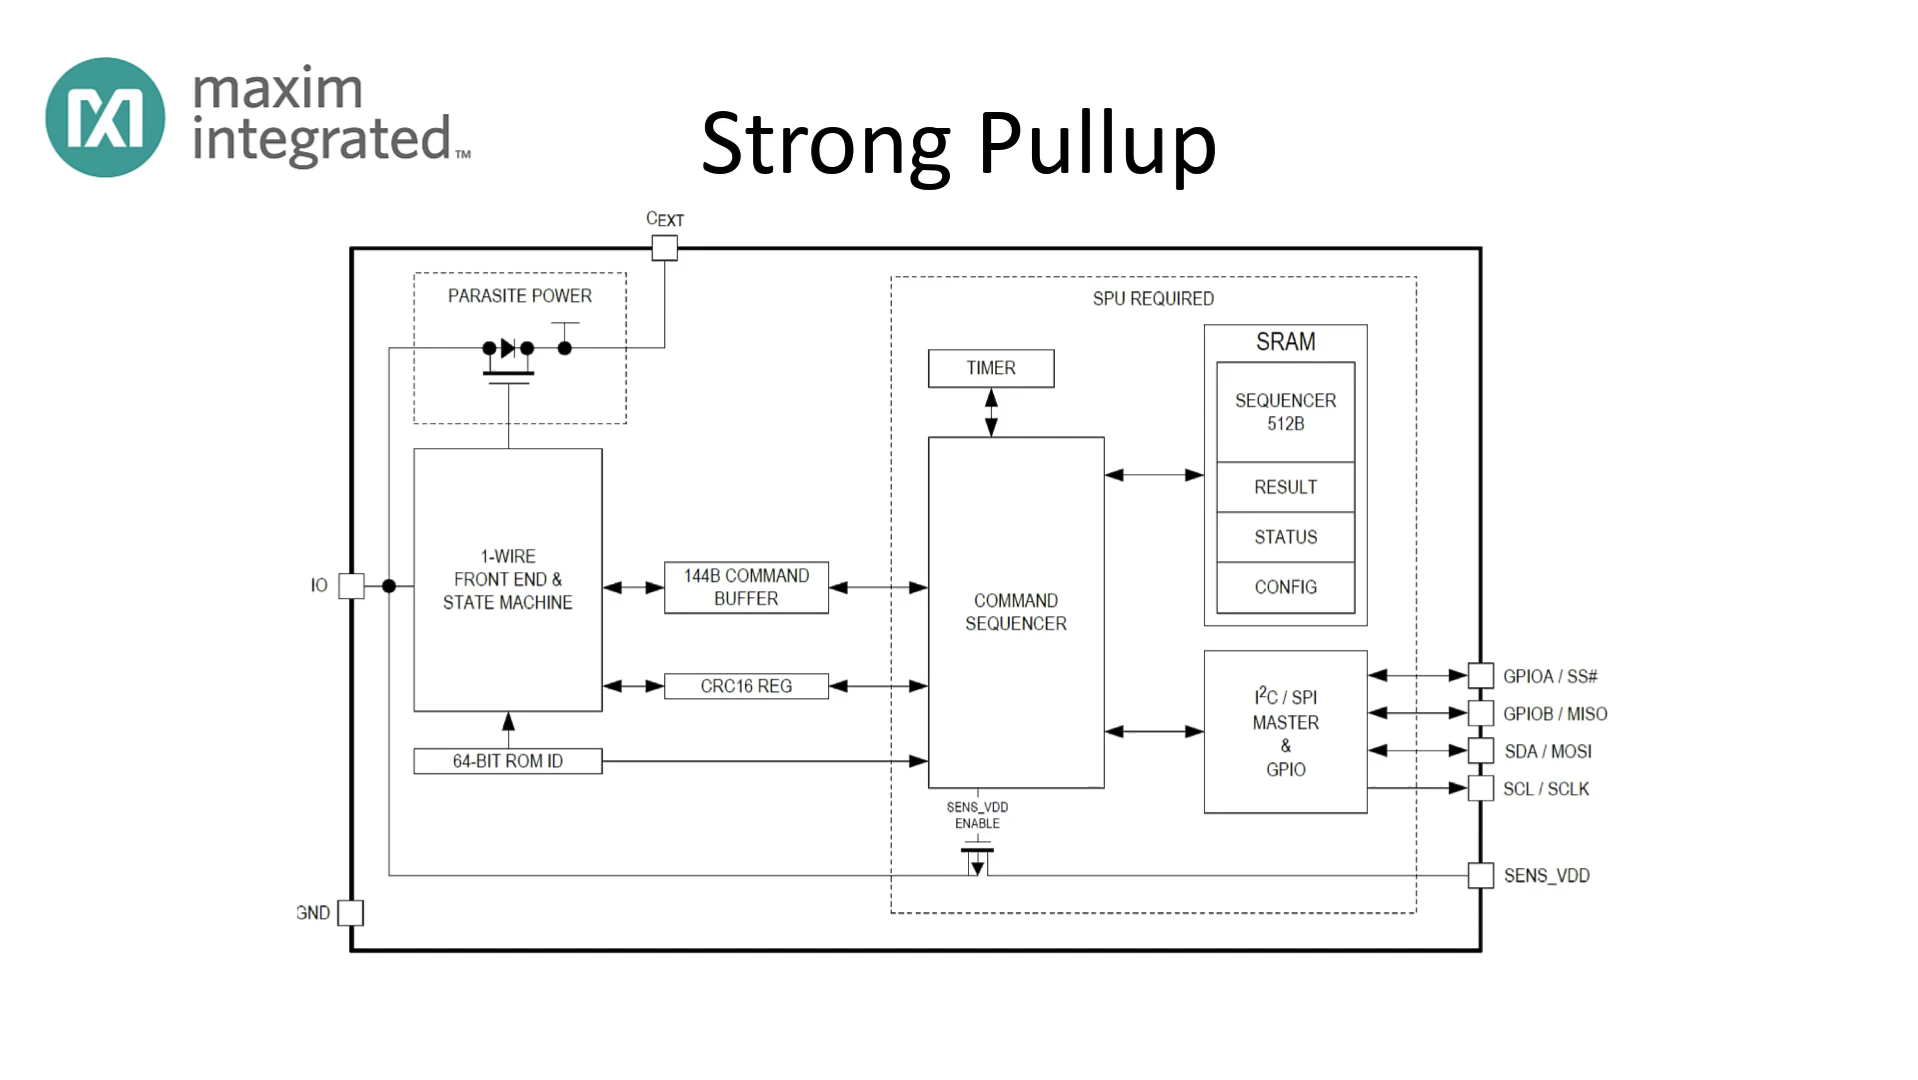 maxim
integrated™
Strong Pullup
CEXT
PARASITE POWER
SPU REQUIRED
SRAM
TIMER
SEQUENCER
512B
RESULT
STATUS
CONFIG
1-WIRE
FRONT END &
STATE MACHINE
IO
144B COMMAND
BUFFER
COMMAND
SEQUENCER
CRC16 REG
64-BIT ROM ID
I²C / SPI
MASTER
&
GPIO
GPIOA / SS#
GPIOB / MISO
SDA / MOSI
SCL / SCLK
SENS_VDD
ENABLE
SENS_VDD
GND